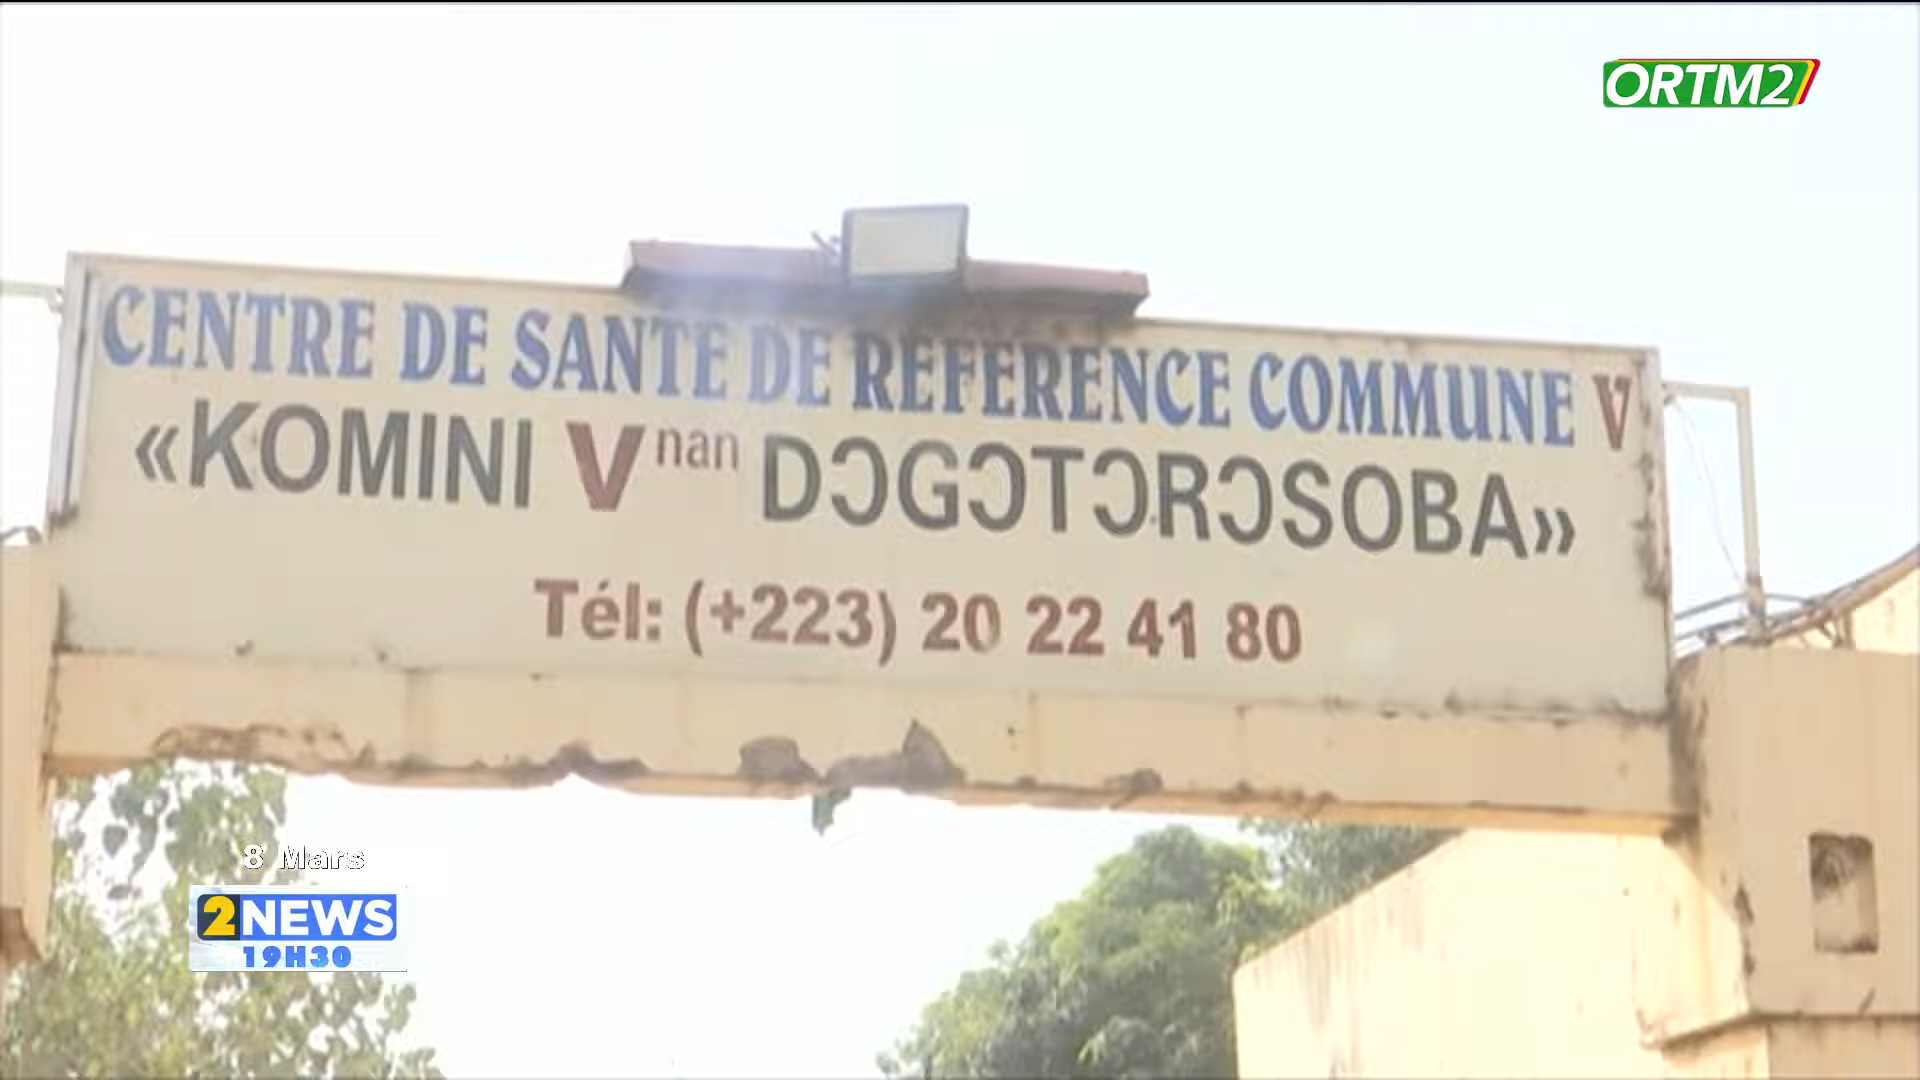 ORTM2
CENTRE DE SANTE DE REFERENCE COMMUNE V
«KOMINI Vnan DƆGƆTƆRƆSOBA»
Tél: (+223) 20 22 41 80
8 Mars
2NEWS
19H30